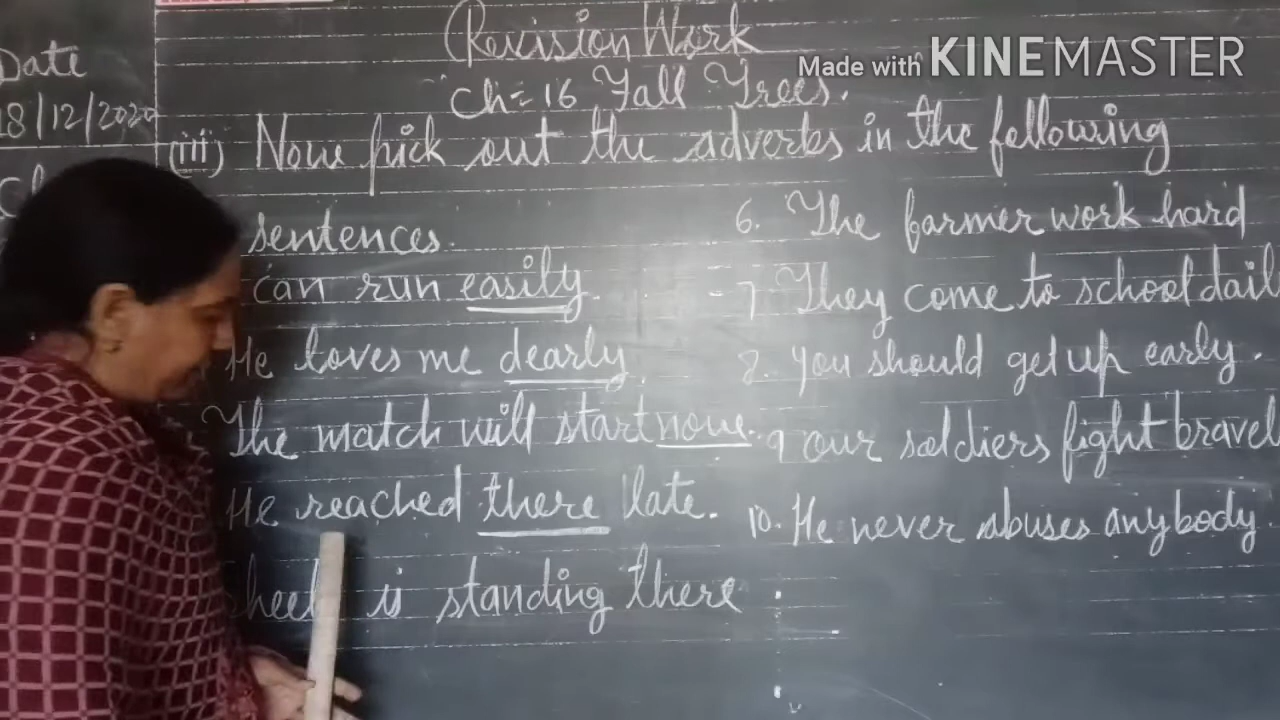 Date
18/12/2020
Revision Work
Made with KINEMASTER
Ch = 16 Tall Trees.
(iii) Now pick out the adverbs in the following
sentences.
can run easily.
He loves me dearly.
The match will start now.
He reached there late.
is standing there.
6. The farmer work hard
7. They come to school dail
8. You should get up early.
9 our soldiers fight bravel
10. He never abuses anybody.